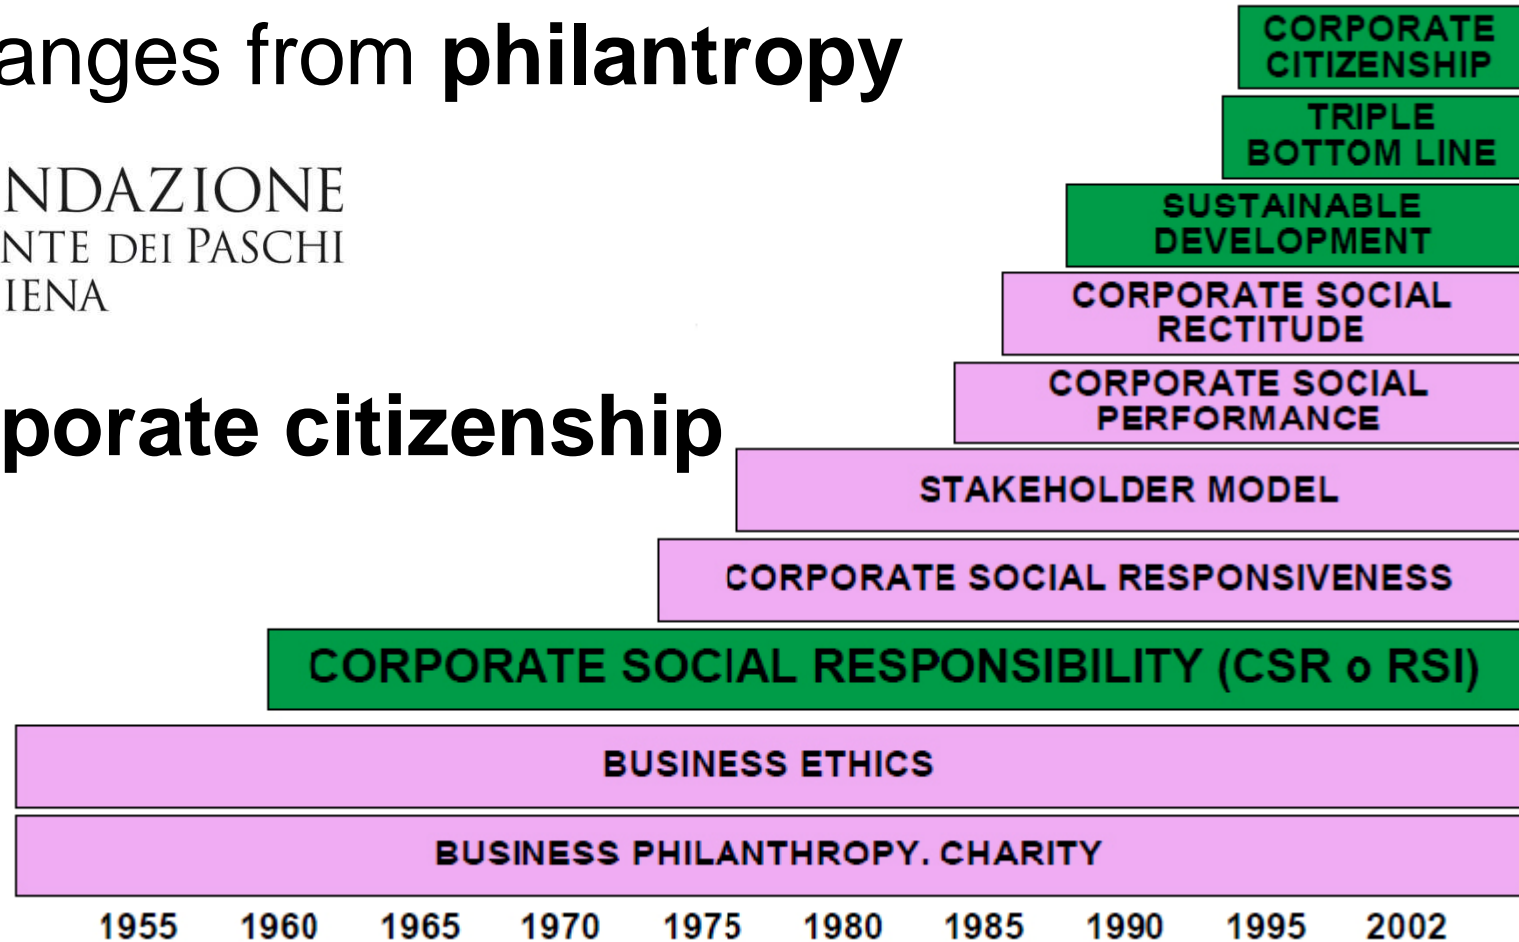 anges from philantropy
NDAZIONE
NTE DEI PASCHI
IENA
porate citizenship
CORPORATE
CITIZENSHIP
TRIPLE
BOTTOM LINE
SUSTAINABLE
DEVELOPMENT
CORPORATE SOCIAL
RECTITUDE
CORPORATE SOCIAL
PERFORMANCE
STAKEHOLDER MODEL
CORPORATE SOCIAL RESPONSIVENESS
CORPORATE SOCIAL RESPONSIBILITY (CSR o RSI)
BUSINESS ETHICS
BUSINESS PHILANTHROPY. CHARITY
1955 1960 1965 1970 1975 1980 1985 1990 1995 2002